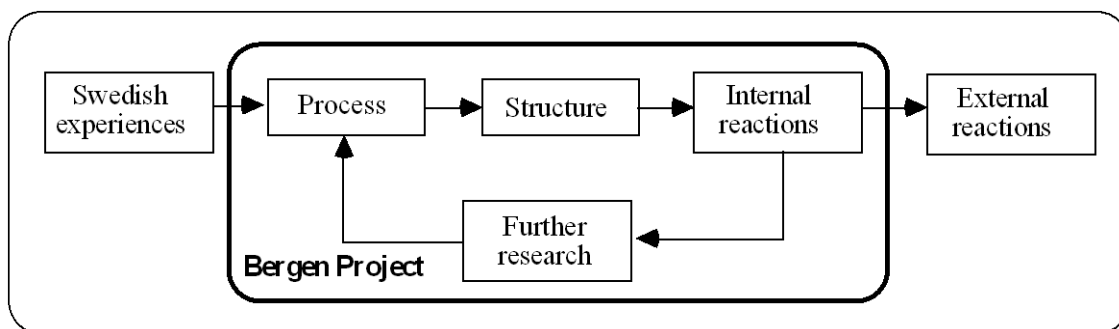 Swedish
experiences
Process
Structure
Internal
reactions
External
reactions
Further
research
Bergen Project